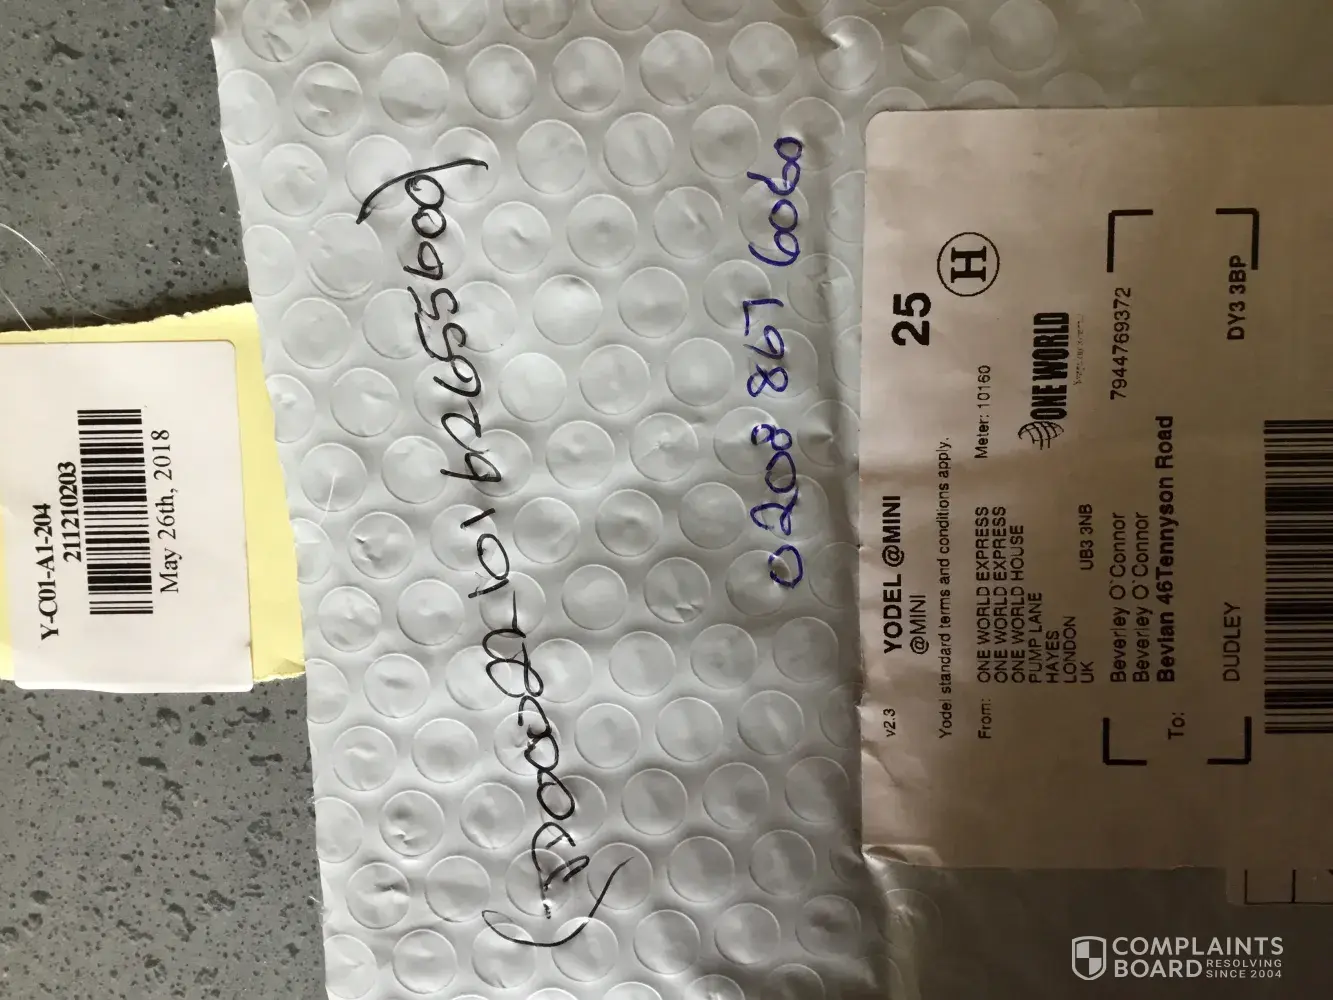 Y-C01-A1-204
211210203
May 26th, 2018
0208 867 6060
25
H
YODEL @MINI
@MINI
v2.3
Yodel standard terms and conditions apply.
Meter: 10160
From:
ONE WORLD EXPRESS
ONE WORLD EXPRESS
ONE WORLD HOUSE
PUMP LANE
HAYES
LONDON
UK
UB3 3NB
ONE WORLD
Beverley O`Connor
7944769372
Beverley O`Connor
To:
Bevlan 46Tennyson Road
DUDLEY
DY3 3BP
COMPLAINTS
BOARD
RESOLVING
SINCE 2004